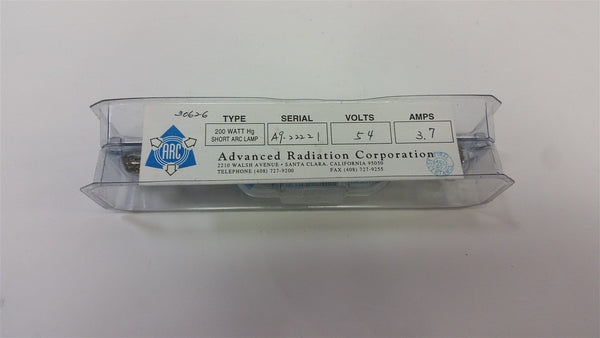 30626
TYPE SERIAL VOLTS AMPS
200 WATT Hg
SHORT ARC LAMP
A9-22221 54 3.7
ARC
Advanced Radiation Corporation
2210 WALSH AVENUE • SANTA CLARA, CALIFORNIA 95050
TELEPHONE (408) 727-9200 FAX (408) 727-9255